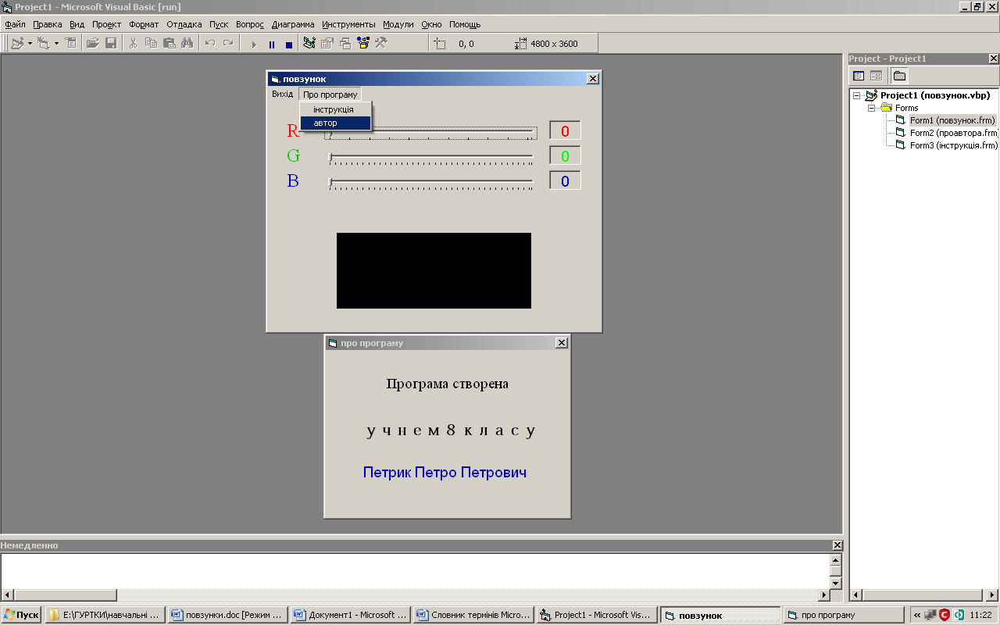 Project1 - Microsoft Visual Basic [run]
Файл Правка Вид Проект Формат Отладка Пуск Вопрос Диаграмма Инструменты Модули Окно Помощь
0, 0 4800 x 3600
Project - Project1
Project1 (повзунок.vbp)
Forms
Form1 (повзунок.frm)
Form2 (проавтора.frm
Form3 (інструкція.frm)
повзунок
Вихід Про програму
інструкція
автор
R 0
G 0
B 0
про програму
Програма створена
у ч н е м 8 к л а с у
Петрик Петро Петрович
Немедленно
Пуск E:\ГУРТКИ\навчальні ... повзунки.doc [Режим ... Документ1 - Microsoft ... Словник термінів Micro... Project1 - Microsoft Vis... повзунок про програму « 11:22